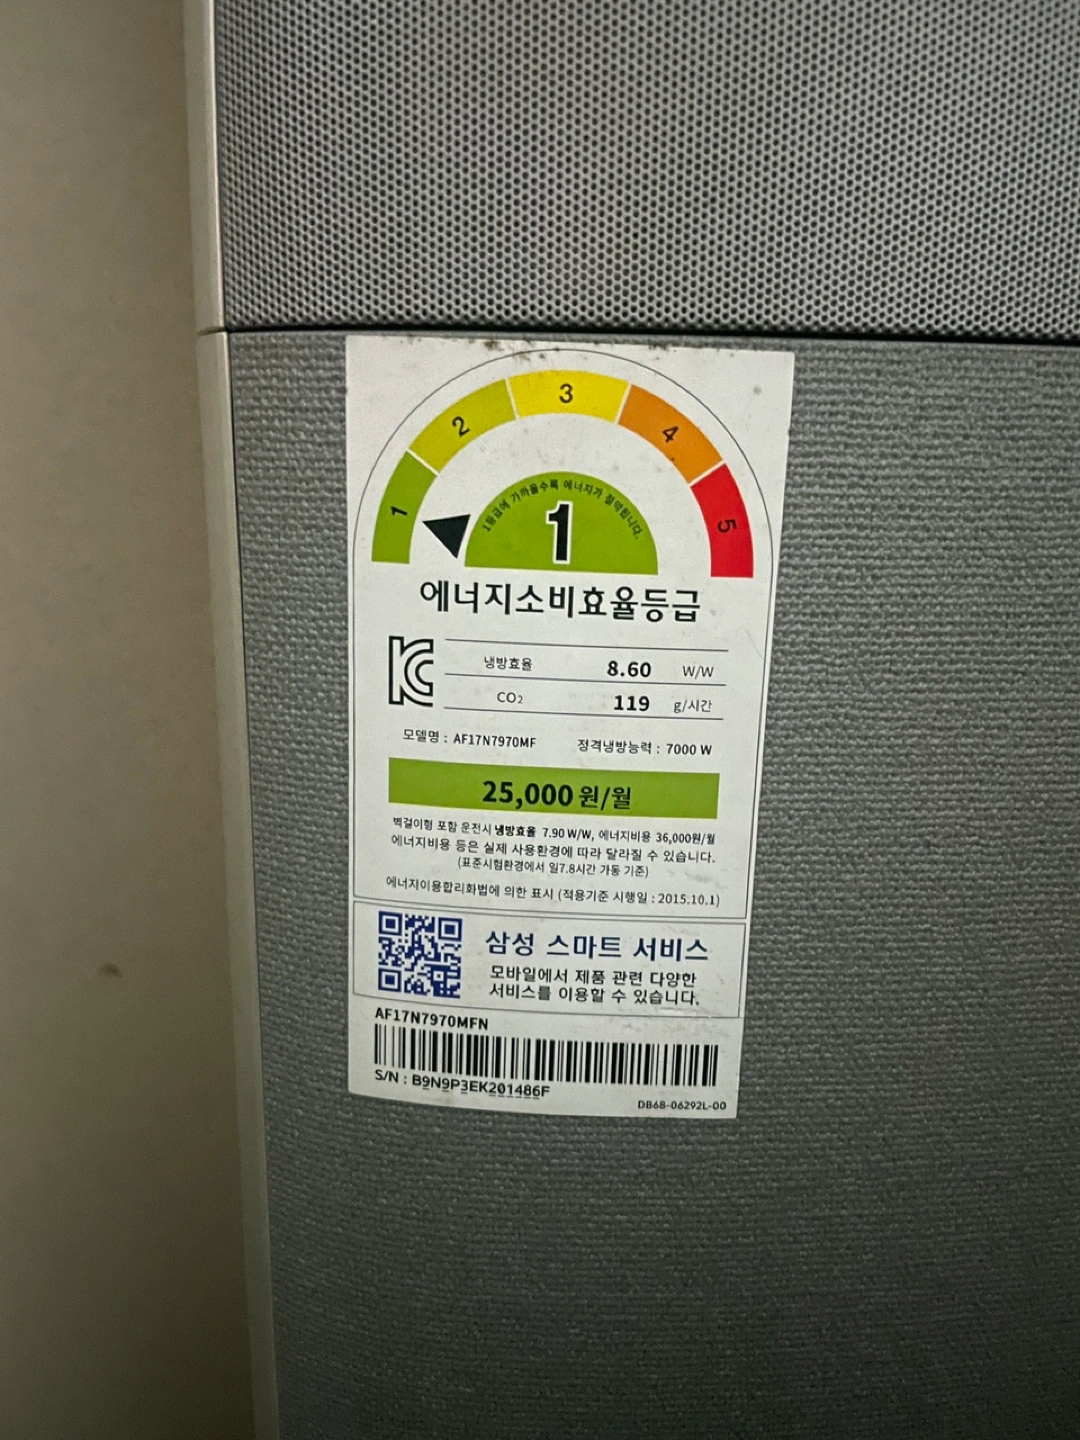 1 2 3 4 5
1등급에 가까울수록 에너지가 절약됩니다.
1
에너지소비효율등급
냉방효율 8.60 W/W
CO₂ 119 g/시간
모델명 : AF17N7970MF 정격냉방능력 : 7000 W
25,000 원/월
벽걸이형 포함 운전시 냉방효율 7.90 W/W, 에너지비용 36,000원/월
에너지비용 등은 실제 사용환경에 따라 달라질 수 있습니다.
(표준시험환경에서 일7.8시간 가동 기준)
에너지이용합리화법에 의한 표시 (적용기준 시행일 : 2015.10.1)
삼성 스마트 서비스
모바일에서 제품 관련 다양한
서비스를 이용할 수 있습니다.
AF17N7970MFN
S/N : B9N9P3EK201486F
DB68-06292L-00